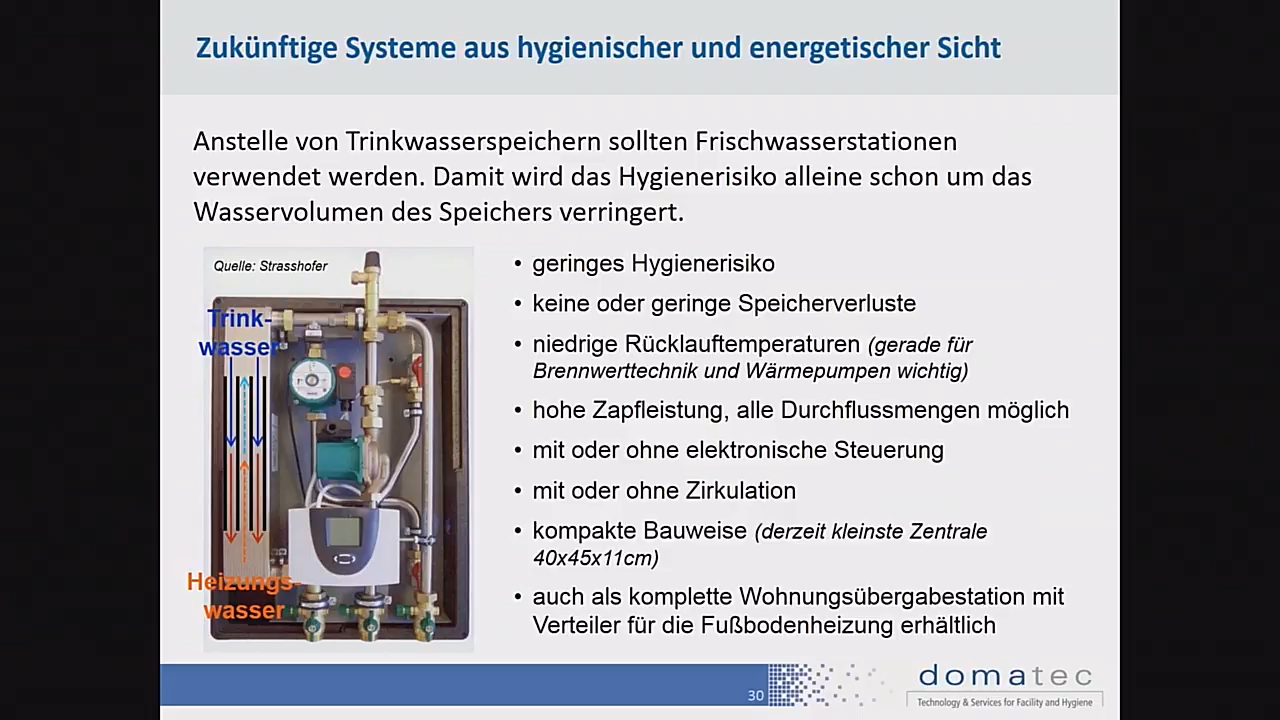 Zukünftige Systeme aus hygienischer und energetischer Sicht
Anstelle von Trinkwasserspeichern sollten Frischwasserstationen
verwendet werden. Damit wird das Hygienerisiko alleine schon um das
Wasservolumen des Speichers verringert.
Quelle: Strasshofer
Trink-
wasser
Heizungs-
wasser
• geringes Hygienerisiko
• keine oder geringe Speicherverluste
• niedrige Rücklauftemperaturen (gerade für
Brennwerttechnik und Wärmepumpen wichtig)
• hohe Zapfleistung, alle Durchflussmengen möglich
• mit oder ohne elektronische Steuerung
• mit oder ohne Zirkulation
• kompakte Bauweise (derzeit kleinste Zentrale
40x45x11cm)
• auch als komplette Wohnungsübergabestation mit
Verteiler für die Fußbodenheizung erhältlich
30
domatec
Technology & Services for Facility and Hygiene